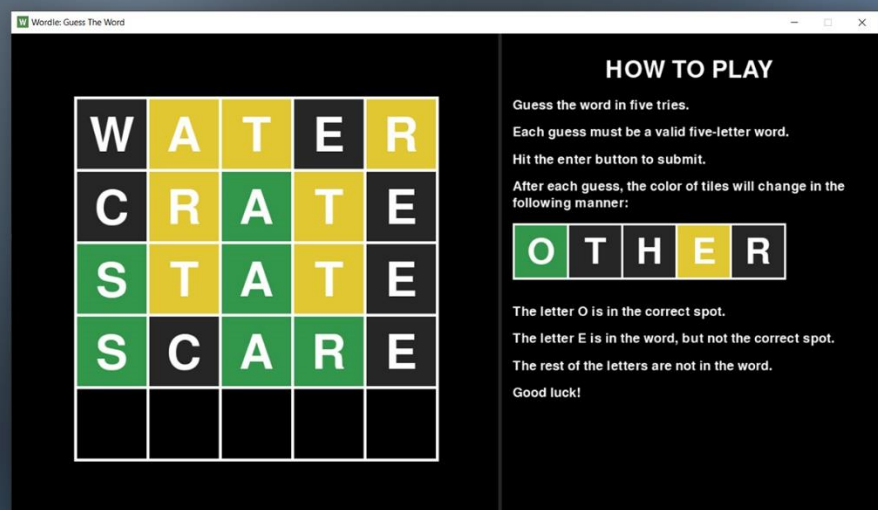 W Wordle: Guess The Word
HOW TO PLAY
Guess the word in five tries.
Each guess must be a valid five-letter word.
Hit the enter button to submit.
After each guess, the color of tiles will change in the
following manner:
OTHER
The letter O is in the correct spot.
The letter E is in the word, but not the correct spot.
The rest of the letters are not in the word.
Good luck!
WATER
CRATE
STATE
SCARE